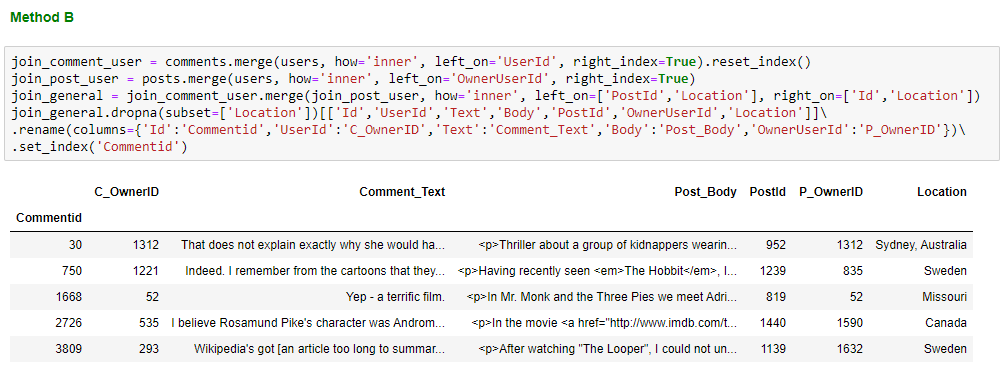 Method B
join_comment_user = comments.merge(users, how='inner', left_on='UserId', right_index=True).reset_index()
join_post_user = posts.merge(users, how='inner', left_on='OwnerUserId', right_index=True)
join_general = join_comment_user.merge(join_post_user, how='inner', left_on=['PostId','Location'], right_on=['Id','Location'])
join_general.dropna(subset=['Location'])[['Id','UserId','Text','Body','PostId','OwnerUserId','Location']]\
.rename(columns={'Id':'Commentid','UserId':'C_OwnerID','Text':'Comment_Text','Body':'Post_Body','OwnerUserId':'P_OwnerID'})\
.set_index('Commentid')
C_OwnerID Comment_Text Post_Body PostId P_OwnerID Location
Commentid
30 1312 That does not explain exactly why she would ha... <p>Thriller about a group of kidnappers wearin... 952 1312 Sydney, Australia
750 1221 Indeed. I remember from the cartoons that they... <p>Having recently seen <em>The Hobbit</em>, I... 1239 835 Sweden
1668 52 Yep - a terrific film. <p>In Mr. Monk and the Three Pies we meet Adri... 819 52 Missouri
2726 535 I believe Rosamund Pike's character was Androm... <p>In the movie <a href="http://www.imdb.com/t... 1440 1590 Canada
3809 293 Wikipedia's got [an article too long to summar... <p>After watching "The Looper", I could not un... 1139 1632 Sweden